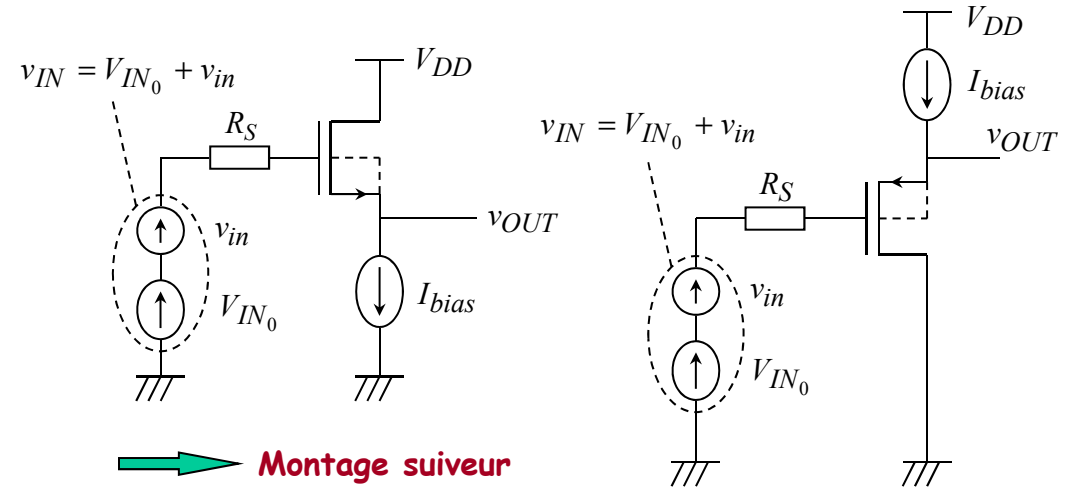 V_DD
v_IN = V_IN0 + v_in
R_S
v_in
v_OUT
V_IN0
I_bias
V_DD
I_bias
v_IN = V_IN0 + v_in
v_OUT
R_S
v_in
V_IN0
Montage suiveur